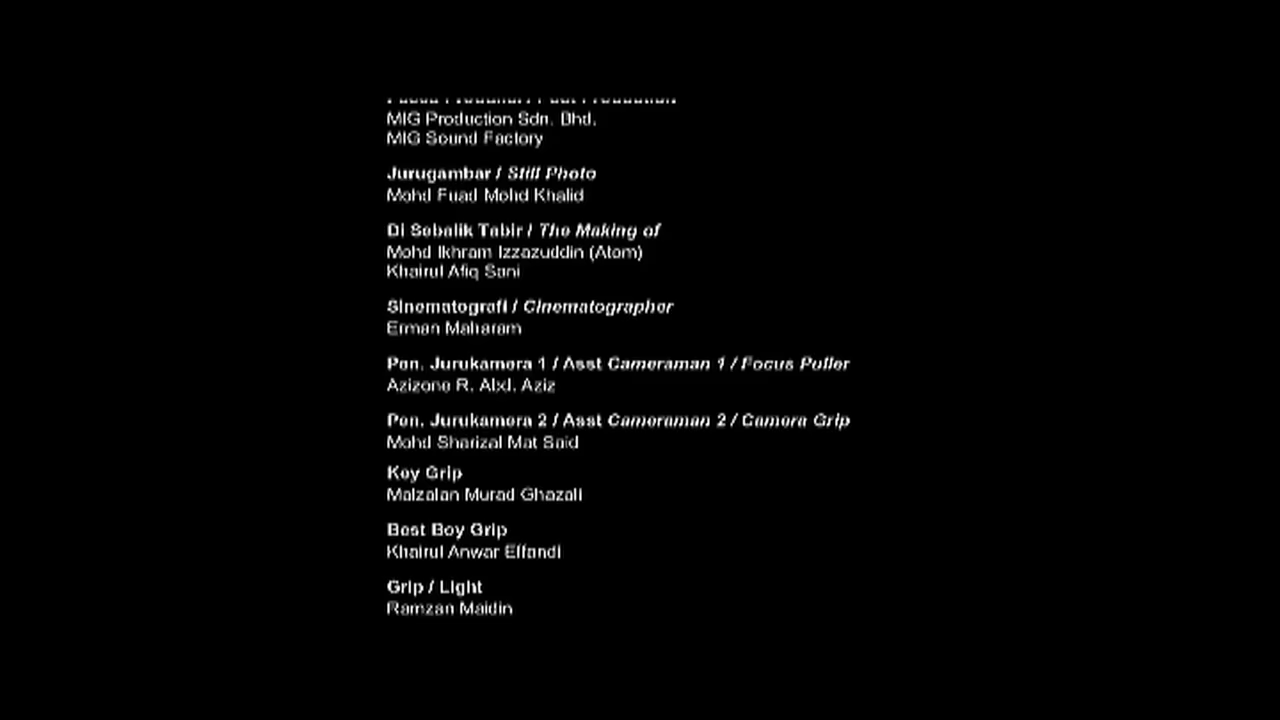 MIG Production Sdn. Bhd.
MIG Sound Factory
Jurugambar / Still Photo
Mohd Fuad Mohd Khalid
Di Sebalik Tabir / The Making of
Mohd Ikhram Izzazuddin (Atom)
Khairul Afiq Sani
Sinematografi / Cinematographer
Erman Maharam
Pen. Jurukamera 1 / Asst Cameraman 1 / Focus Puller
Azizone R. Abd. Aziz
Pen. Jurukamera 2 / Asst Cameraman 2 / Camera Grip
Mohd Sharizal Mat Said
Key Grip
Maizalan Murad Ghazali
Best Boy Grip
Khairul Anwar Effandi
Grip / Light
Ramzan Maidin